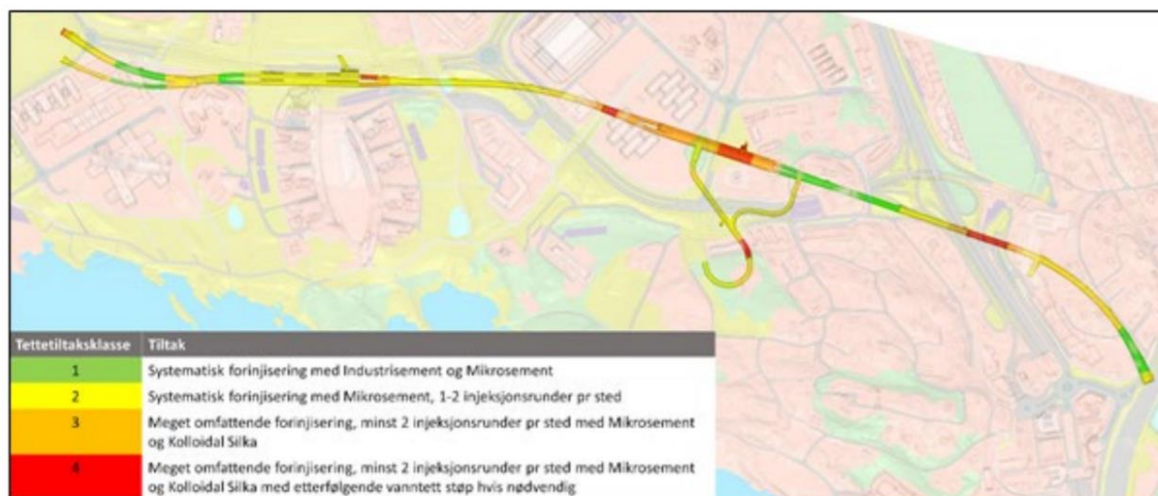 Tettetiltaksklasse Tiltak
1 Systematisk forinjisering med Industrisement og Mikrosement
2 Systematisk forinjisering med Mikrosement, 1-2 injeksjonsrunder pr sted
3 Meget omfattende forinjisering, minst 2 injeksjonsrunder pr sted med Mikrosement
og Kolloidal Silka
4 Meget omfattende forinjisering, minst 2 injeksjonsrunder pr sted med Mikrosement
og Kolloidal Silka med etterfølgende vanntett støp hvis nødvendig